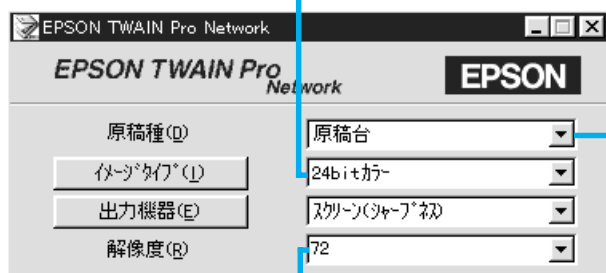 EPSON TWAIN Pro Network
EPSON TWAIN Pro Network EPSON
原稿種(D) 原稿台
ｲﾒｰｼﾞﾀｲﾌﾟ(I) 24bitｶﾗｰ
出力機器(E) ｽｸﾘｰﾝ(ｼｬｰﾌﾟﾈｽ)
解像度(R) 72